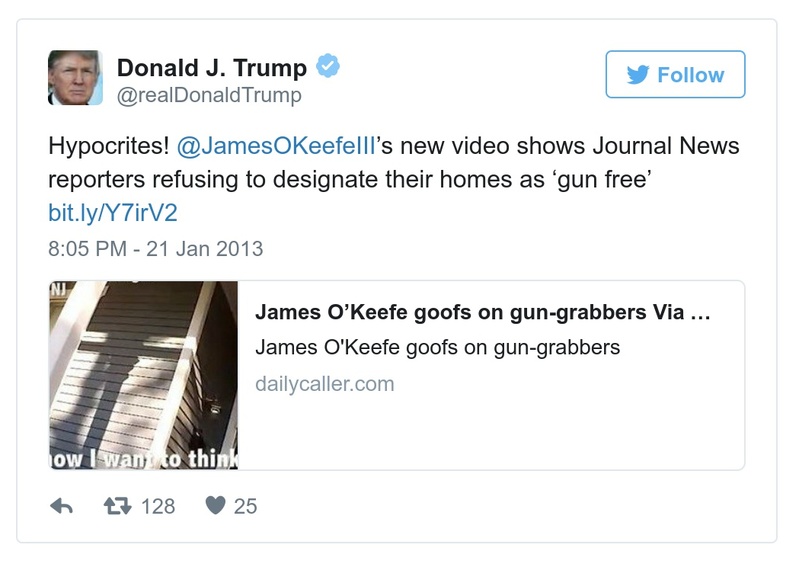 Donald J. Trump
@realDonaldTrump
Follow
Hypocrites! @JamesOKeefeIII’s new video shows Journal News
reporters refusing to designate their homes as ‘gun free’
bit.ly/Y7irV2
8:05 PM - 21 Jan 2013
NJ
ow I want to think
James O’Keefe goofs on gun-grabbers Via ...
James O'Keefe goofs on gun-grabbers
dailycaller.com
128
25